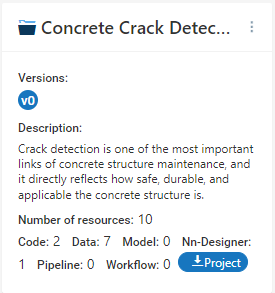 Concrete Crack Detec...
Versions:
v0
Description:
Crack detection is one of the most important
links of concrete structure maintenance, and
it directly reflects how safe, durable, and
applicable the concrete structure is.
Number of resources: 10
Code: 2 Data: 7 Model: 0 Nn-Designer:
1 Pipeline: 0 Workflow: 0 Project